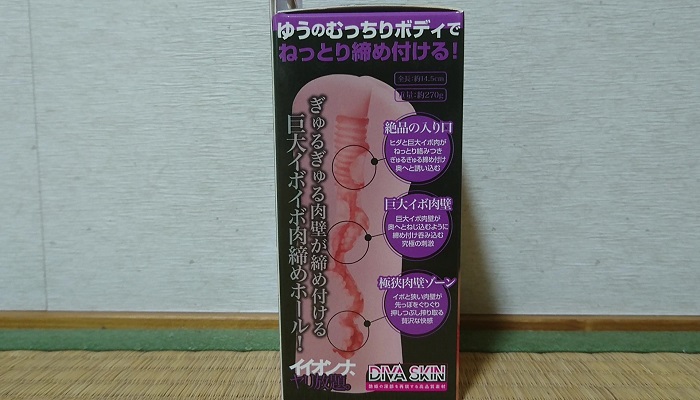 ゆうのむっちりボディで
ねっとり締め付ける!
全長:約14.5cm
重量:約270g
ぎゅるぎゅる肉壁が締め付ける
巨大イボイボ肉締めホール!
絶品の入り口
ヒダと巨大イボ肉が
ねっとり絡みつき
ぎゅるぎゅる締め付け
奥へと誘い込む
巨大イボ肉壁
巨大イボ肉壁が
奥へとねじ込むように
締め付け呑み込む
究極の刺激
極狭肉壁ゾーン
イボと狭い肉壁が
先っぽをぐりぐり
押しつぶし搾り取る
贅沢な快感
イイオンナ、
ヤリ放題。
DIVA SKIN